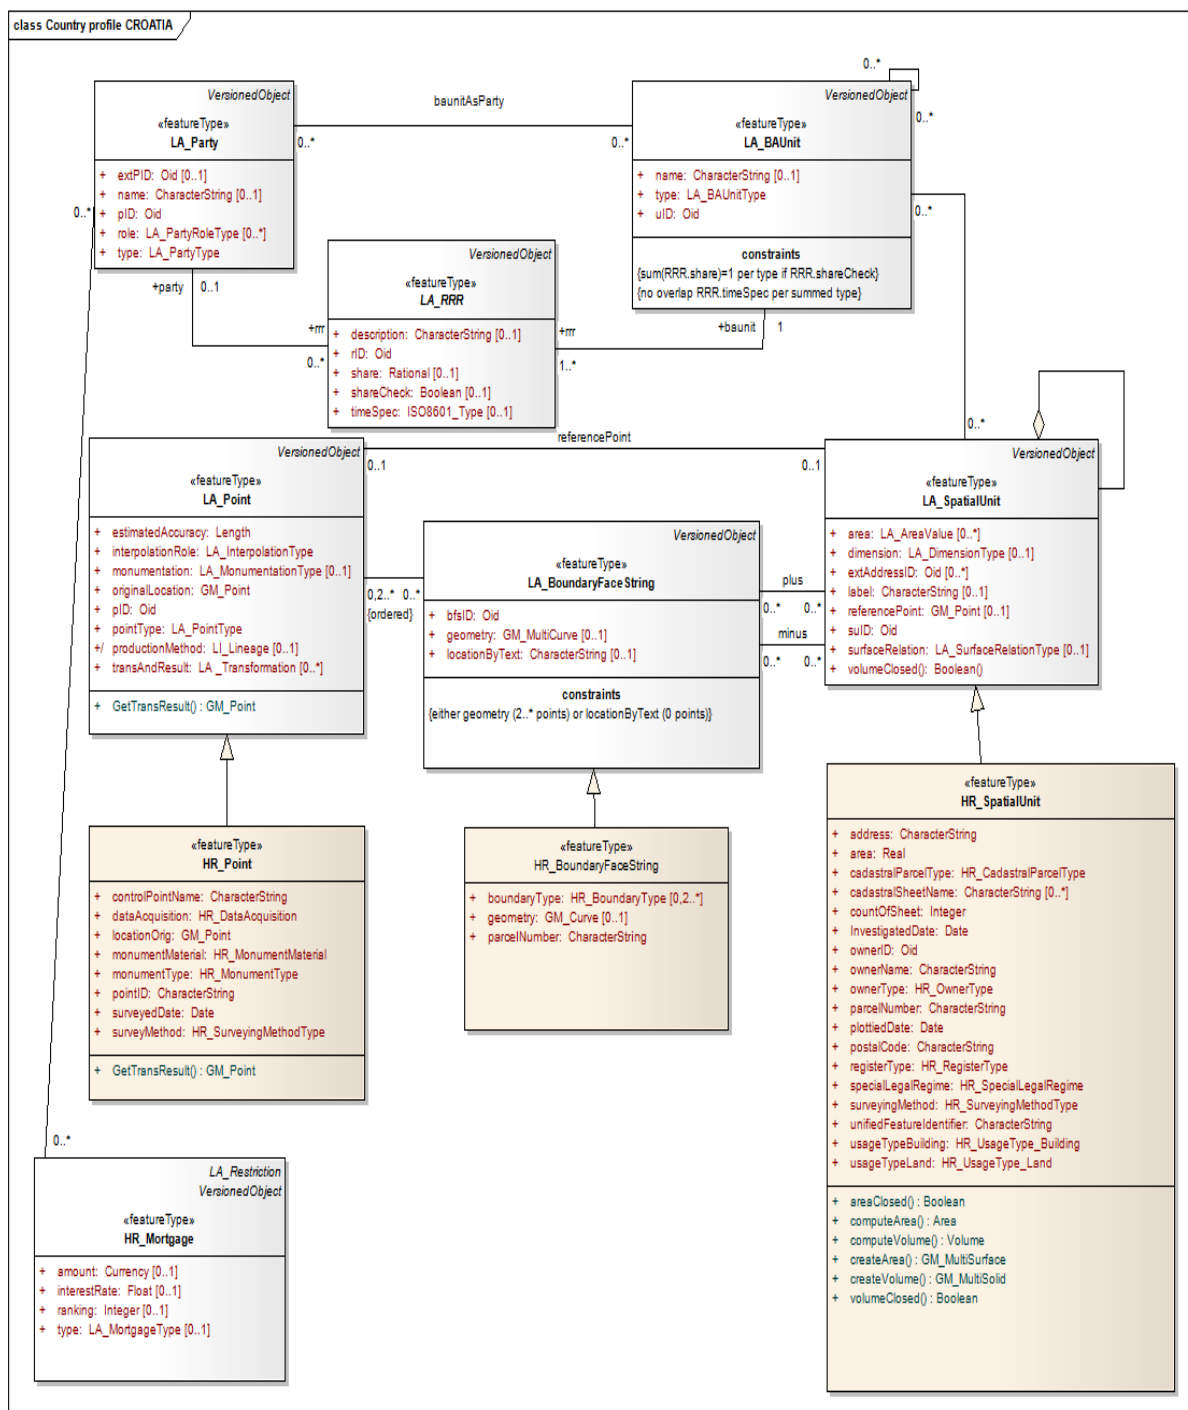 class Country profile CROATIA
VersionedObject
«featureType»
LA_Party
+ extPID: Oid [0..1]
+ name: CharacterString [0..1]
+ pID: Oid
+ role: LA_PartyRoleType [0..*]
+ type: LA_PartyType
baunitAsParty
0..*
0..*
0..*
0..*
VersionedObject
«featureType»
LA_BAUnit
+ name: CharacterString [0..1]
+ type: LA_BAUnitType
+ uID: Oid
constraints
{sum(RRR.share)=1 per type if RRR.shareCheck}
{no overlap RRR.timeSpec per summed type}
0..*
0..*
+party 0..1
+rrr
0..*
VersionedObject
«featureType»
LA_RRR
+ description: CharacterString [0..1]
+ rID: Oid
+ share: Rational [0..1]
+ shareCheck: Boolean [0..1]
+ timeSpec: ISO8601_Type [0..1]
+rrr
1..*
+baunit 1
0..*
referencePoint
0..1
0..1
VersionedObject
«featureType»
LA_Point
+ estimatedAccuracy: Length
+ interpolationRole: LA_InterpolationType
+ monumentation: LA_MonumentationType [0..1]
+ originalLocation: GM_Point
+ pID: Oid
+ pointType: LA_PointType
+/ productionMethod: LI_Lineage [0..1]
+ transAndResult: LA_Transformation [0..*]
+ GetTransResult() : GM_Point
0,2..* 0..*
{ordered}
VersionedObject
«featureType»
LA_BoundaryFaceString
+ bfsID: Oid
+ geometry: GM_MultiCurve [0..1]
+ locationByText: CharacterString [0..1]
constraints
{either geometry (2..* points) or locationByText (0 points)}
plus
0..* 0..*
minus
0..* 0..*
VersionedObject
«featureType»
LA_SpatialUnit
+ area: LA_AreaValue [0..*]
+ dimension: LA_DimensionType [0..1]
+ extAddressID: Oid [0..*]
+ label: CharacterString [0..1]
+ referencePoint: GM_Point [0..1]
+ suID: Oid
+ surfaceRelation: LA_SurfaceRelationType [0..1]
+ volumeClosed(): Boolean()
«featureType»
HR_Point
+ controlPointName: CharacterString
+ dataAcquisition: HR_DataAcquisition
+ locationOrig: GM_Point
+ monumentMaterial: HR_MonumentMaterial
+ monumentType: HR_MonumentType
+ pointID: CharacterString
+ surveyedDate: Date
+ surveyMethod: HR_SurveyingMethodType
+ GetTransResult() : GM_Point
«featureType»
HR_BoundaryFaceString
+ boundaryType: HR_BoundaryType [0,2..*]
+ geometry: GM_Curve [0..1]
+ parcelNumber: CharacterString
«featureType»
HR_SpatialUnit
+ address: CharacterString
+ area: Real
+ cadastralParcelType: HR_CadastralParcelType
+ cadastralSheetName: CharacterString [0..*]
+ countOfSheet: Integer
+ InvestigatedDate: Date
+ ownerID: Oid
+ ownerName: CharacterString
+ ownerType: HR_OwnerType
+ parcelNumber: CharacterString
+ plottiedDate: Date
+ postalCode: CharacterString
+ registerType: HR_RegisterType
+ specialLegalRegime: HR_SpecialLegalRegime
+ surveyingMethod: HR_SurveyingMethodType
+ unifiedFeatureIdentifier: CharacterString
+ usageTypeBuilding: HR_UsageType_Building
+ usageTypeLand: HR_UsageType_Land
+ areaClosed() : Boolean
+ computeArea() : Area
+ computeVolume() : Volume
+ createArea() : GM_MultiSurface
+ createVolume() : GM_MultiSolid
+ volumeClosed() : Boolean
0..*
LA_Restriction
VersionedObject
«featureType»
HR_Mortgage
+ amount: Currency [0..1]
+ interestRate: Float [0..1]
+ ranking: Integer [0..1]
+ type: LA_MortgageType [0..1]